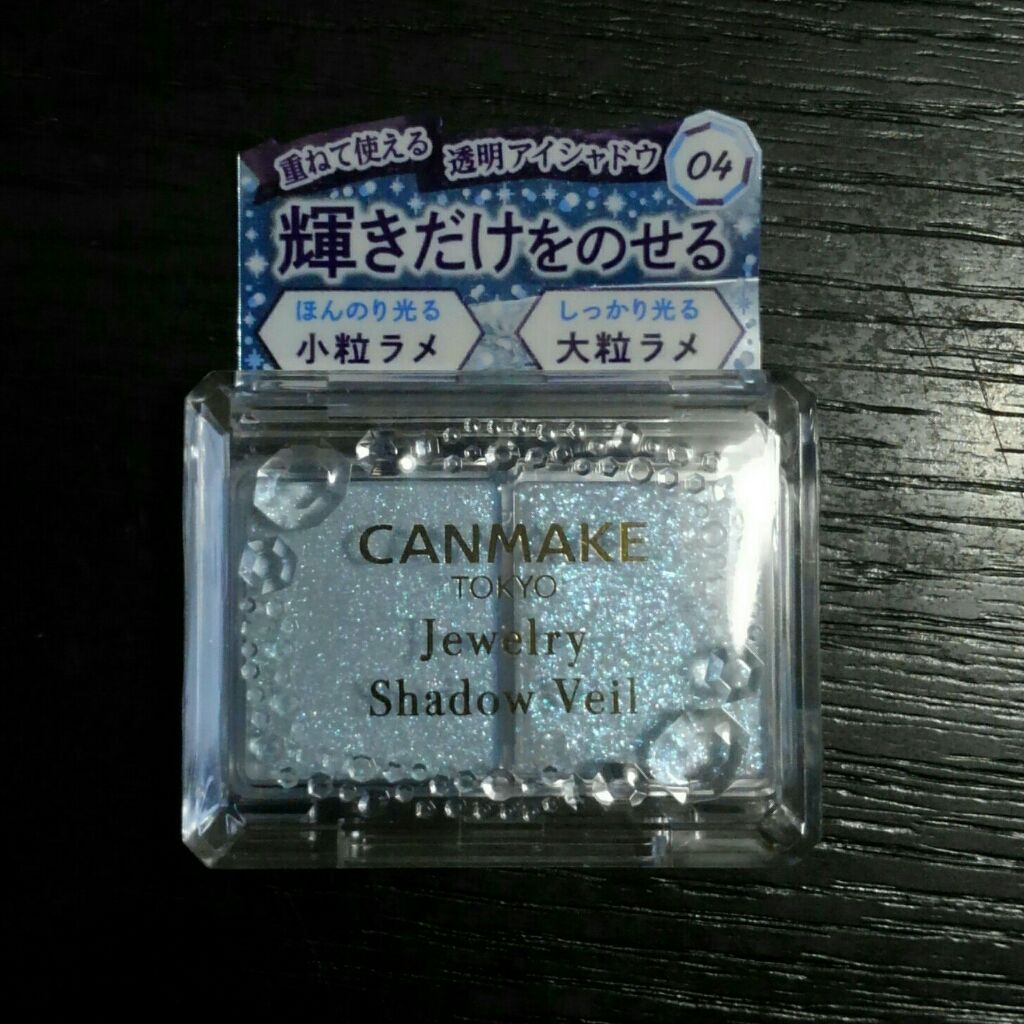 重ねて使える
透明アイシャドウ
04
輝きだけをのせる
ほんのり光る
小粒ラメ
しっかり光る
大粒ラメ
CANMAKE
TOKYO
Jewelry
Shadow Veil